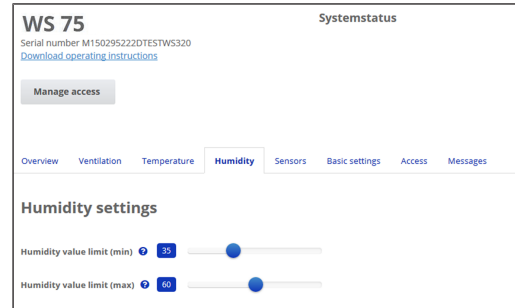 WS 75
Systemstatus
Serial number M150295222DTESTWS320
Download operating instructions
Manage access
Overview Ventilation Temperature Humidity Sensors Basic settings Access Messages
Humidity settings
Humidity value limit (min) ? 35
Humidity value limit (max) ? 60